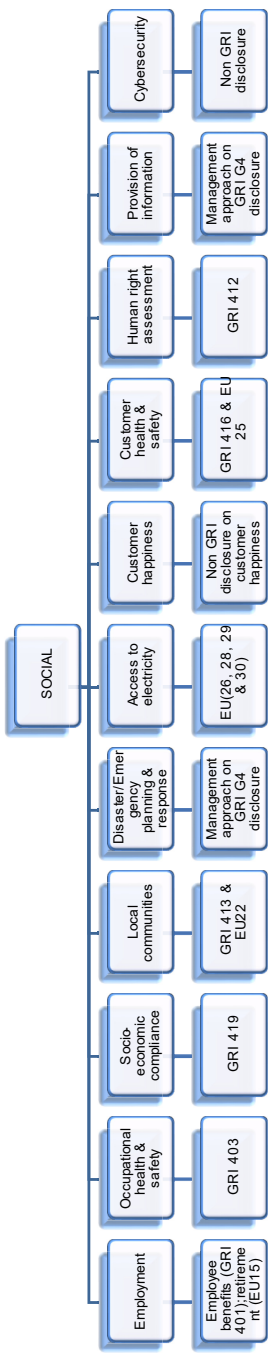 SOCIAL
Employment
Occupational
health &
safety
Socio-
economic
compliance
Local
communities
Disaster/Emer
gency
planning &
response
Access to
electricity
Customer
happiness
Customer
health &
safety
Human right
assessment
Provision of
information
Cybersecurity
Employee
benefits (GRI
401);retireme
nt (EU15)
GRI 403
GRI 419
GRI 413 &
EU22
Management
approach on
GRI G4
disclosure
EU(26, 28, 29
& 30)
Non GRI
disclosure on
customer
happiness
GRI 416 & EU
25
GRI 412
Management
approach on
GRI G4
disclosure
Non GRI
disclosure